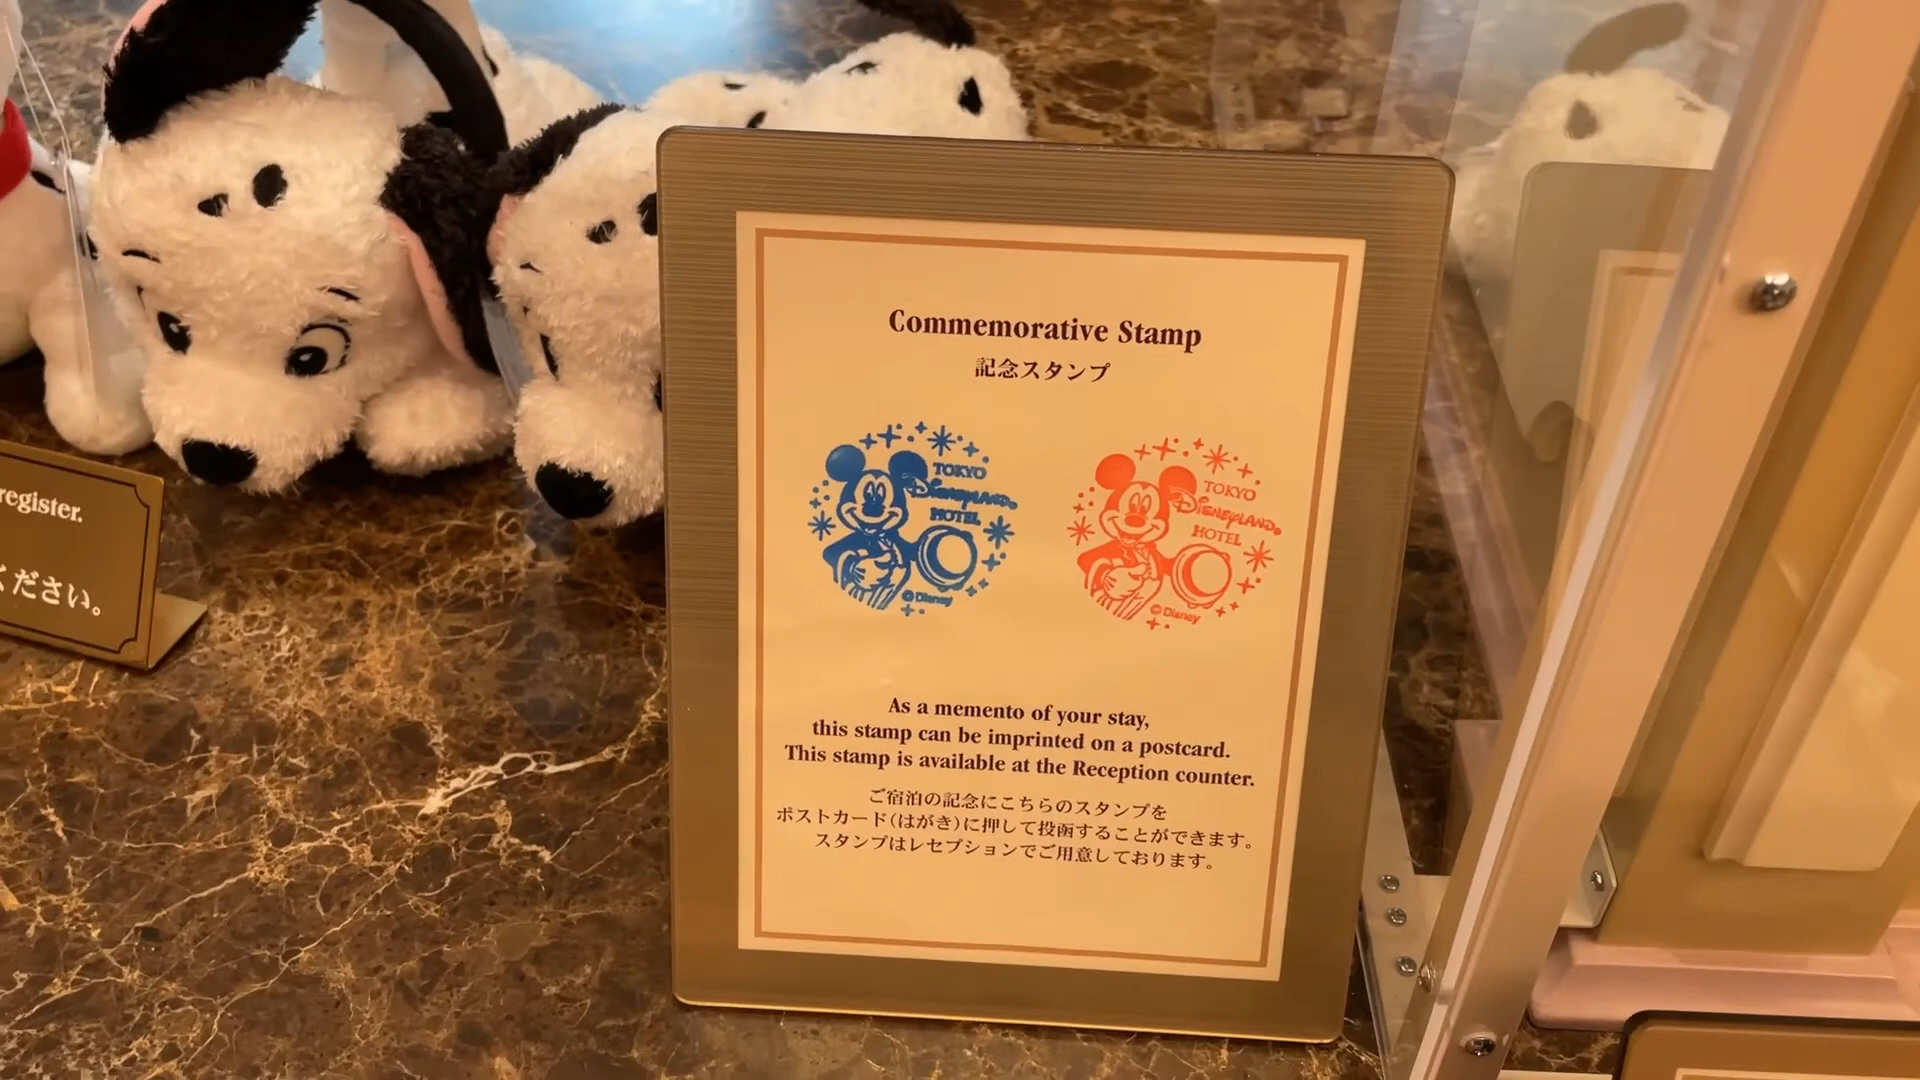 register.
ください。
Commemorative Stamp
記念スタンプ
TOKYO
Disneyland®
HOTEL
©Disney
TOKYO
Disneyland®
HOTEL
©Disney
As a memento of your stay,
this stamp can be imprinted on a postcard.
This stamp is available at the Reception counter.
ご宿泊の記念にこちらのスタンプを
ポストカード(はがき)に押して投函することができます。
スタンプはレセプションでご用意しております。